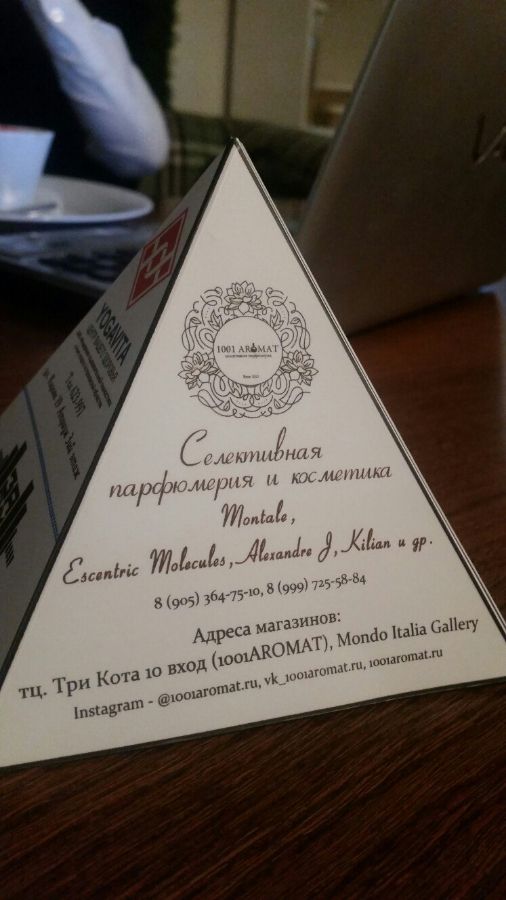 1001 AROMAT
Селективная
парфюмерия и косметика
Montale,
Escentric Molecules, Alexandre J, Kilian и др.
8 (905) 364-75-10, 8 (999) 725-58-84
Адреса магазинов:
тц. Три Кота 10 вход (1001AROMAT), Mondo Italia Gallery
Instagram - @1001aromat.ru, vk_1001aromat.ru, 1001aromat.ru
YOGAVITA